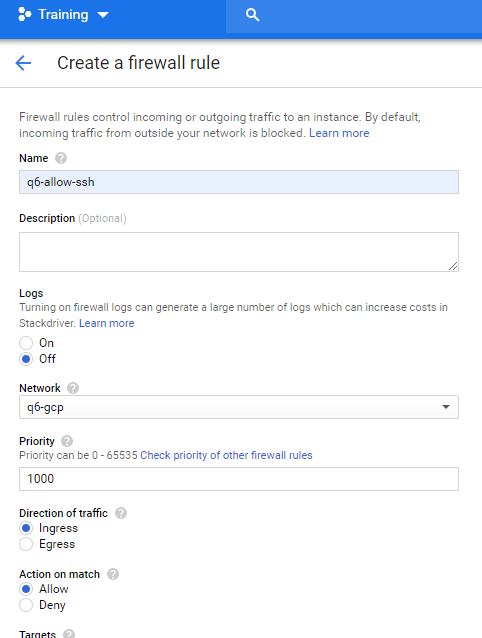 Training
Create a firewall rule
Firewall rules control incoming or outgoing traffic to an instance. By default,
incoming traffic from outside your network is blocked. Learn more
Name
q6-allow-ssh
Description (Optional)
Logs
Turning on firewall logs can generate a large number of logs which can increase costs in
Stackdriver. Learn more
On
Off
Network
q6-gcp
Priority
Priority can be 0 - 65535 Check priority of other firewall rules
1000
Direction of traffic
Ingress
Egress
Action on match
Allow
Deny
Targets